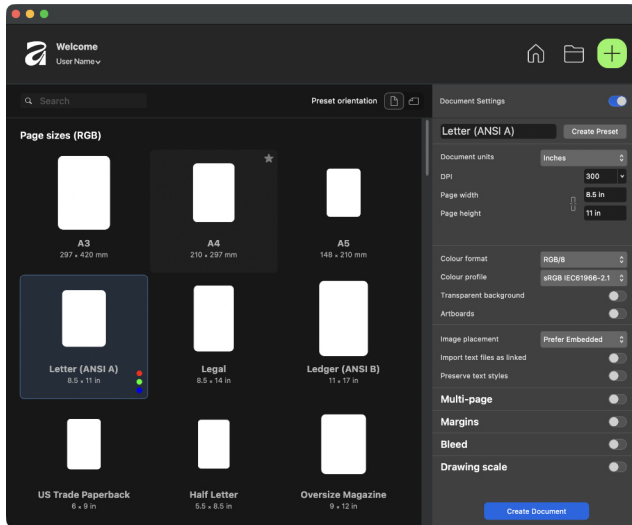 Welcome
User Name
Search
Preset orientation
Page sizes (RGB)
A3
297 x 420 mm
A4
210 x 297 mm
A5
148 x 210 mm
Letter (ANSI A)
8.5 x 11 in
Legal
8.5 x 14 in
Ledger (ANSI B)
11 x 17 in
US Trade Paperback
6 x 9 in
Half Letter
5.5 x 8.5 in
Oversize Magazine
9 x 12 in
Document Settings
Letter (ANSI A)
Create Preset
Document units
Inches
DPI
300
Page width
8.5 in
Page height
11 in
Colour format
RGB/8
Colour profile
sRGB IEC61966-2.1
Transparent background
Artboards
Image placement
Prefer Embedded
Import text files as linked
Preserve text styles
Multi-page
Margins
Bleed
Drawing scale
Create Document